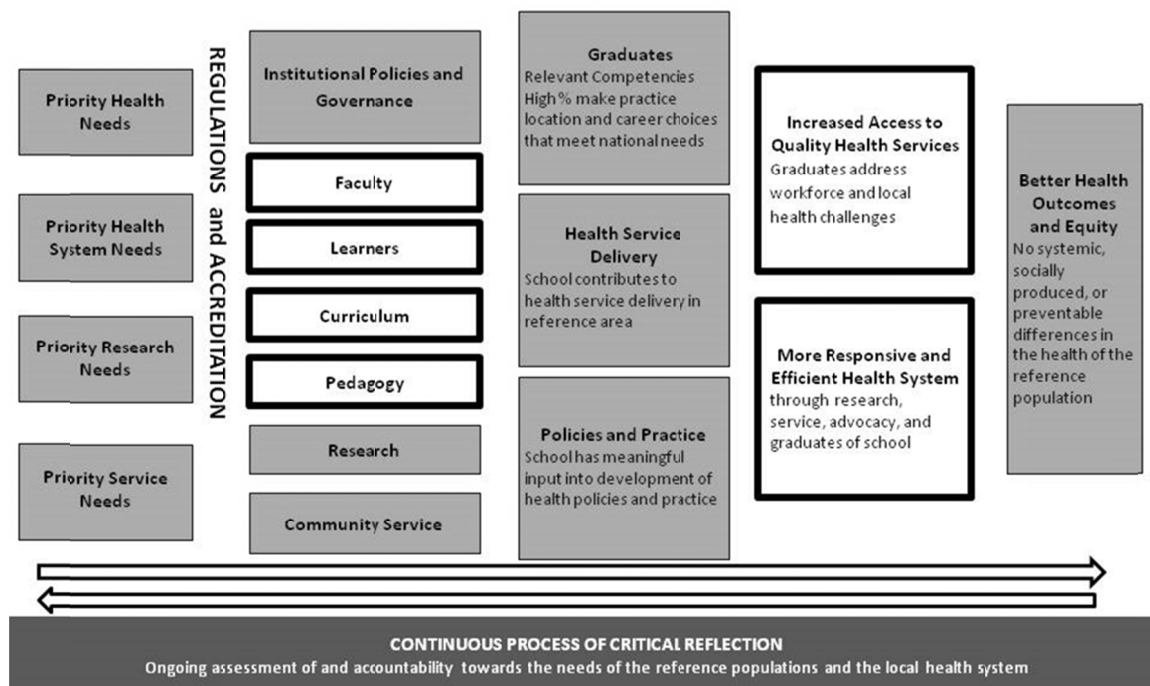 Priority Health
Needs
Priority Health
System Needs
Priority Research
Needs
Priority Service
Needs
REGULATIONS and ACCREDITATION
Institutional Policies and
Governance
Faculty
Learners
Curriculum
Pedagogy
Research
Community Service
Graduates
Relevant Competencies
High % make practice
location and career choices
that meet national needs
Health Service
Delivery
School contributes to
health service delivery in
reference area
Policies and Practice
School has meaningful
input into development of
health policies and practice
Increased Access to
Quality Health Services
Graduates address
workforce and local
health challenges
More Responsive and
Efficient Health System
through research,
service, advocacy, and
graduates of school
Better Health
Outcomes
and Equity
No systemic,
socially
produced, or
preventable
differences in
the health of the
reference
population
CONTINUOUS PROCESS OF CRITICAL REFLECTION
Ongoing assessment of and accountability towards the needs of the reference populations and the local health system